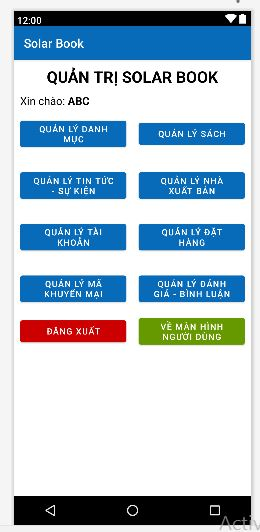 12:00
Solar Book
QUẢN TRỊ SOLAR BOOK
Xin chào: ABC
QUẢN LÝ DANH
MỤC
QUẢN LÝ SÁCH
QUẢN LÝ TIN TỨC
- SỰ KIỆN
QUẢN LÝ NHÀ
XUẤT BẢN
QUẢN LÝ TÀI
KHOẢN
QUẢN LÝ ĐẶT
HÀNG
QUẢN LÝ MÃ
KHUYẾN MẠI
QUẢN LÝ ĐÁNH
GIÁ - BÌNH LUẬN
ĐĂNG XUẤT
VỀ MÀN HÌNH
NGƯỜI DÙNG